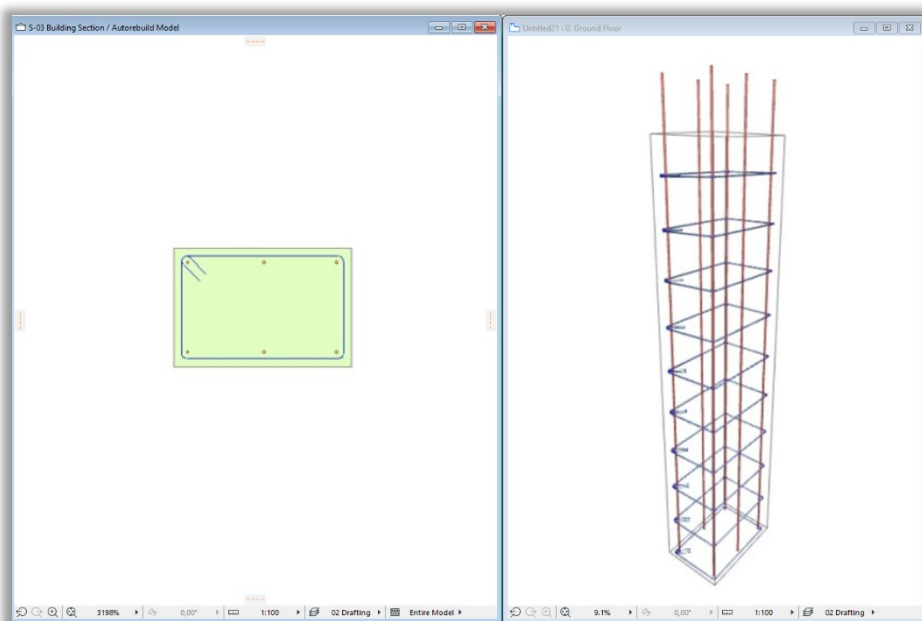 S-03 Building Section / Autorebuild Model
Untitled21 - 0. Ground Floor
3198%
0,00°
1:100
02 Drafting
Entire Model
9.1%
0,00°
1:100
02 Drafting